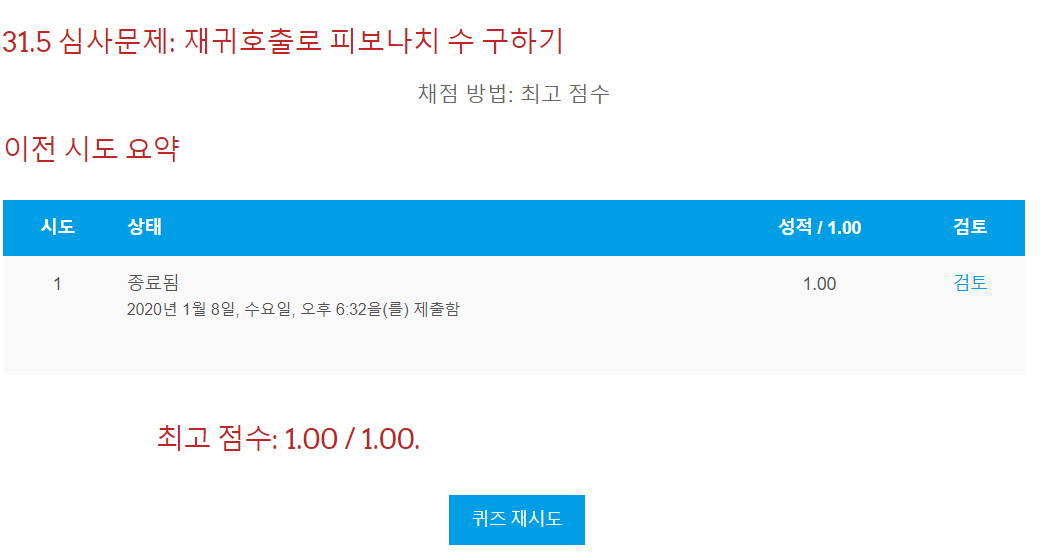 31.5 심사문제: 재귀호출로 피보나치 수 구하기
채점 방법: 최고 점수
이전 시도 요약
시도 상태 성적 / 1.00 검토
1 종료됨 1.00 검토
2020년 1월 8일, 수요일, 오후 6:32을(를) 제출함
최고 점수: 1.00 / 1.00.
퀴즈 재시도